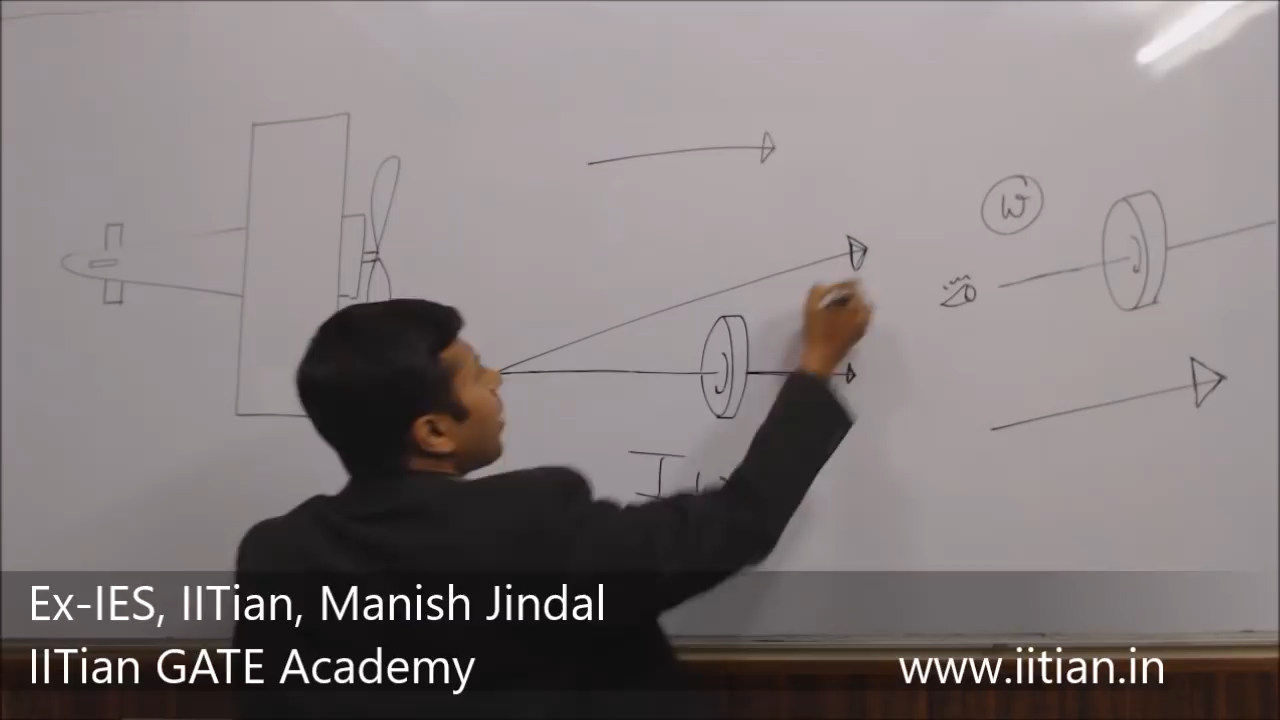 ω
I ω
Ex-IES, IITian, Manish Jindal
IITian GATE Academy
www.iitian.in